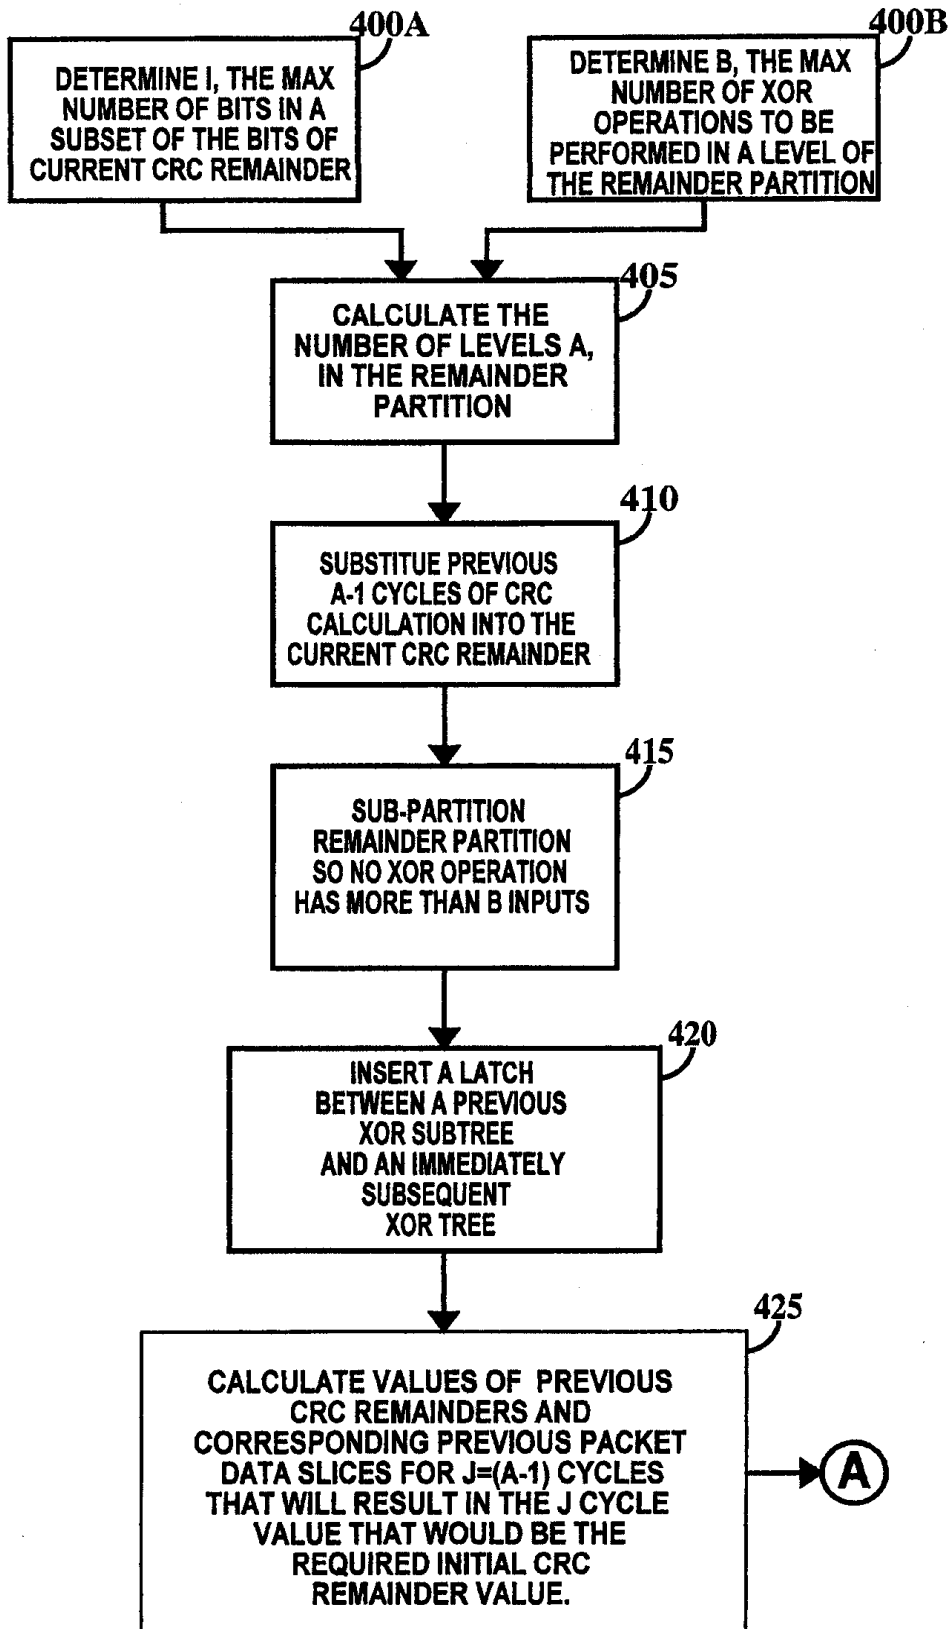 400A
DETERMINE I, THE MAX
NUMBER OF BITS IN A
SUBSET OF THE BITS OF
CURRENT CRC REMAINDER
400B
DETERMINE B, THE MAX
NUMBER OF XOR
OPERATIONS TO BE
PERFORMED IN A LEVEL OF
THE REMAINDER PARTITION
405
CALCULATE THE
NUMBER OF LEVELS A,
IN THE REMAINDER
PARTITION
410
SUBSTITUE PREVIOUS
A-1 CYCLES OF CRC
CALCULATION INTO THE
CURRENT CRC REMAINDER
415
SUB-PARTITION
REMAINDER PARTITION
SO NO XOR OPERATION
HAS MORE THAN B INPUTS
420
INSERT A LATCH
BETWEEN A PREVIOUS
XOR SUBTREE
AND AN IMMEDIATELY
SUBSEQUENT
XOR TREE
425
CALCULATE VALUES OF PREVIOUS
CRC REMAINDERS AND
CORRESPONDING PREVIOUS PACKET
DATA SLICES FOR J=(A-1) CYCLES
THAT WILL RESULT IN THE J CYCLE
VALUE THAT WOULD BE THE
REQUIRED INITIAL CRC
REMAINDER VALUE.
A